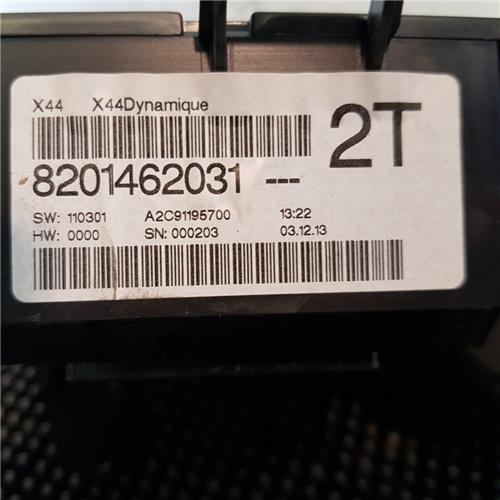 X44 X44Dynamique
2T
8201462031 ---
SW: 110301 A2C91195700 13:22
HW: 0000 SN: 000203 03.12.13